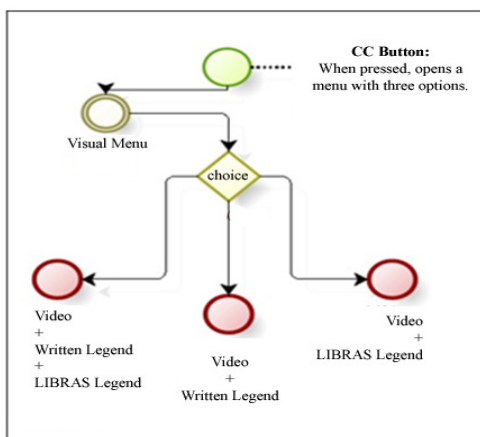 CC Button:
When pressed, opens a
menu with three options.
Visual Menu
choice
Video
+
Written Legend
+
LIBRAS Legend
Video
+
Written Legend
Video
+
LIBRAS Legend